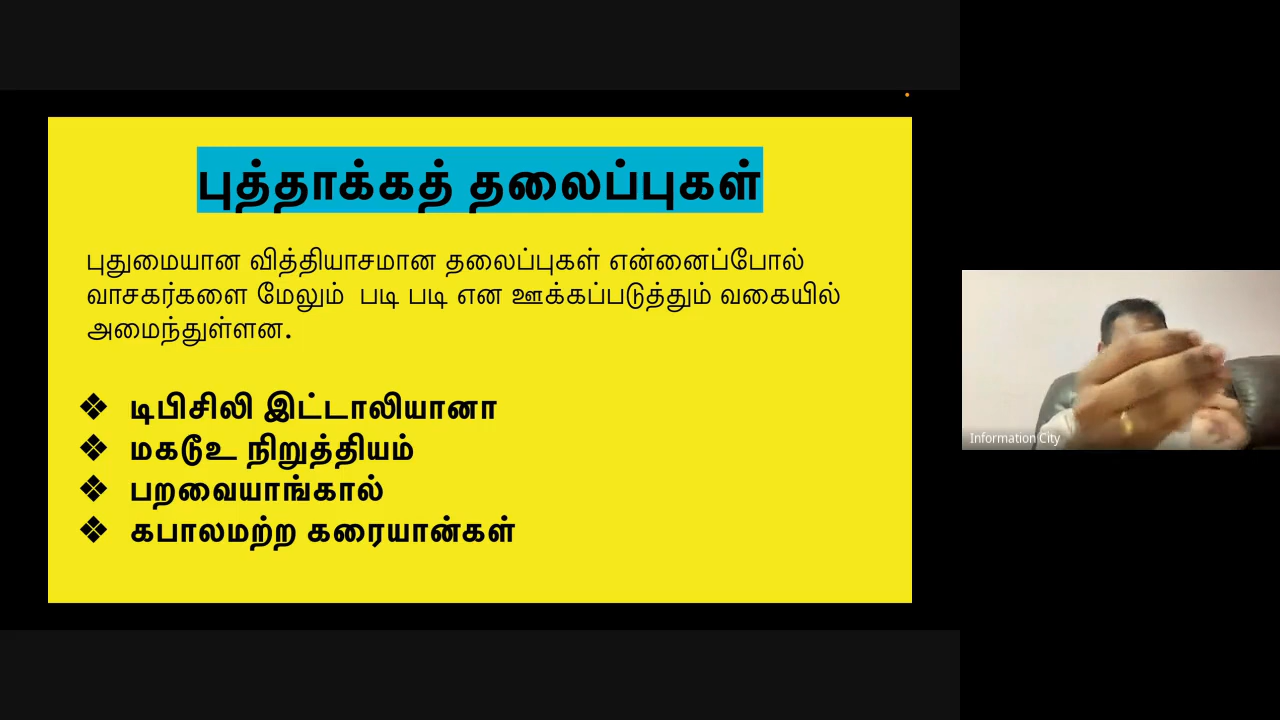 புத்தாக்கத் தலைப்புகள்
புதுமையான வித்தியாசமான தலைப்புகள் என்னைப்போல்
வாசகர்களை மேலும் படி படி என ஊக்கப்படுத்தும் வகையில்
அமைந்துள்ளன.
❖ டிபிசிலி இட்டாலியானா
❖ மகடூஉ நிறுத்தியம்
❖ பறவையாங்கால்
❖ கபாலமற்ற கரையான்கள்
Information City